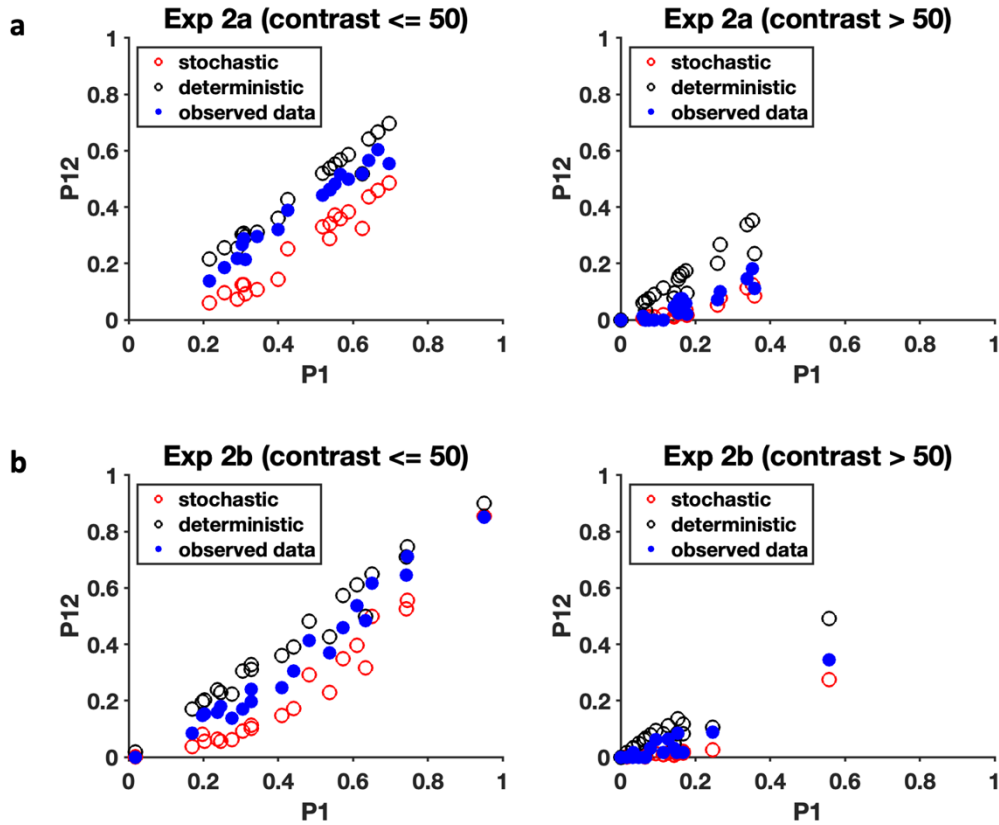 a
Exp 2a (contrast <= 50)
1
0.8
0.6
0.4
0.2
0
P12
stochastic
deterministic
observed data
0 0.2 0.4 0.6 0.8 1
P1
Exp 2a (contrast > 50)
1
0.8
0.6
0.4
0.2
0
P12
stochastic
deterministic
observed data
0 0.2 0.4 0.6 0.8 1
P1
b
Exp 2b (contrast <= 50)
1
0.8
0.6
0.4
0.2
0
P12
stochastic
deterministic
observed data
0 0.2 0.4 0.6 0.8 1
P1
Exp 2b (contrast > 50)
1
0.8
0.6
0.4
0.2
0
P12
stochastic
deterministic
observed data
0 0.2 0.4 0.6 0.8 1
P1